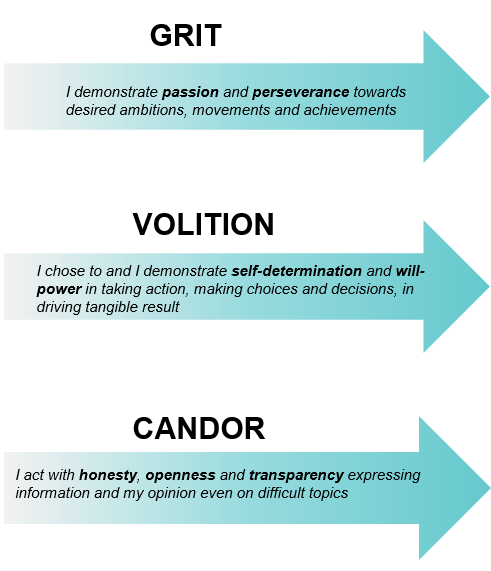 GRIT
I demonstrate passion and perseverance towards
desired ambitions, movements and achievements
VOLITION
I chose to and I demonstrate self-determination and will-
power in taking action, making choices and decisions, in
driving tangible result
CANDOR
I act with honesty, openness and transparency expressing
information and my opinion even on difficult topics